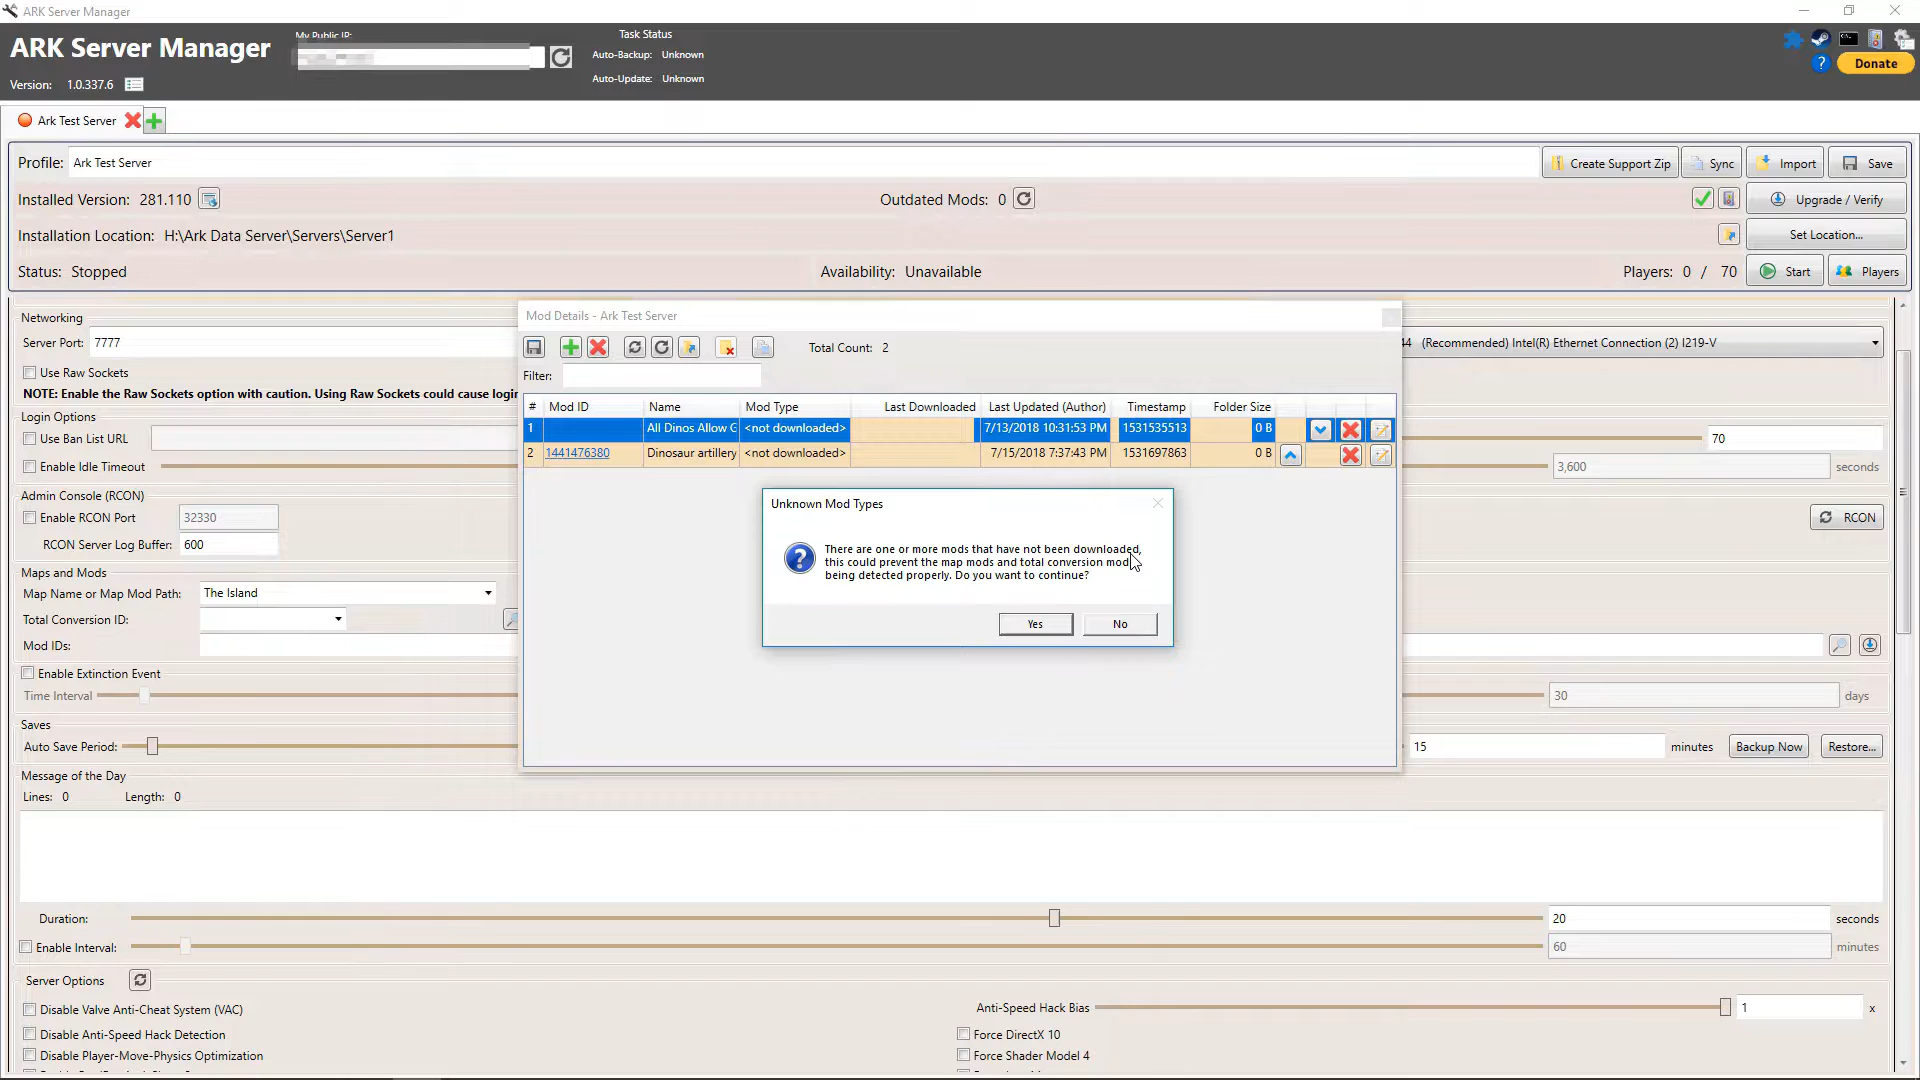 ARK Server Manager
ARK Server Manager
My Public IP:
Task Status
Auto-Backup: Unknown
Auto-Update: Unknown
Version: 1.0.337.6
?
Donate
Ark Test Server
Profile: Ark Test Server
Create Support Zip
Sync
Import
Save
Installed Version: 281.110
Outdated Mods: 0
Upgrade / Verify
Installation Location: H:\Ark Data Server\Servers\Server1
Set Location...
Status: Stopped
Availability: Unavailable
Players: 0 / 70
Start
Players
Networking
Server Port: 7777
44 (Recommended) Intel(R) Ethernet Connection (2) I219-V
Use Raw Sockets
NOTE: Enable the Raw Sockets option with caution. Using Raw Sockets could cause login
Login Options
Use Ban List URL
70
Enable Idle Timeout
3,600 seconds
Admin Console (RCON)
Enable RCON Port 32330
RCON
RCON Server Log Buffer: 600
Maps and Mods
Map Name or Map Mod Path: The Island
Total Conversion ID:
Mod IDs:
Enable Extinction Event
Time Interval
30 days
Saves
Auto Save Period:
15 minutes
Backup Now
Restore...
Message of the Day
Lines: 0 Length: 0
Duration:
20 seconds
Enable Interval:
60 minutes
Server Options
Disable Valve Anti-Cheat System (VAC)
Anti-Speed Hack Bias
1 x
Disable Anti-Speed Hack Detection
Force DirectX 10
Disable Player-Move-Physics Optimization
Force Shader Model 4
Mod Details - Ark Test Server
Total Count: 2
Filter:
# Mod ID Name Mod Type Last Downloaded Last Updated (Author) Timestamp Folder Size
1 All Dinos Allow G <not downloaded> 7/13/2018 10:31:53 PM 1531535513 0 B
2 1441476380 Dinosaur artillery <not downloaded> 7/15/2018 7:37:43 PM 1531697863 0 B
Unknown Mod Types
There are one or more mods that have not been downloaded,
this could prevent the map mods and total conversion mod
being detected properly. Do you want to continue?
Yes
No